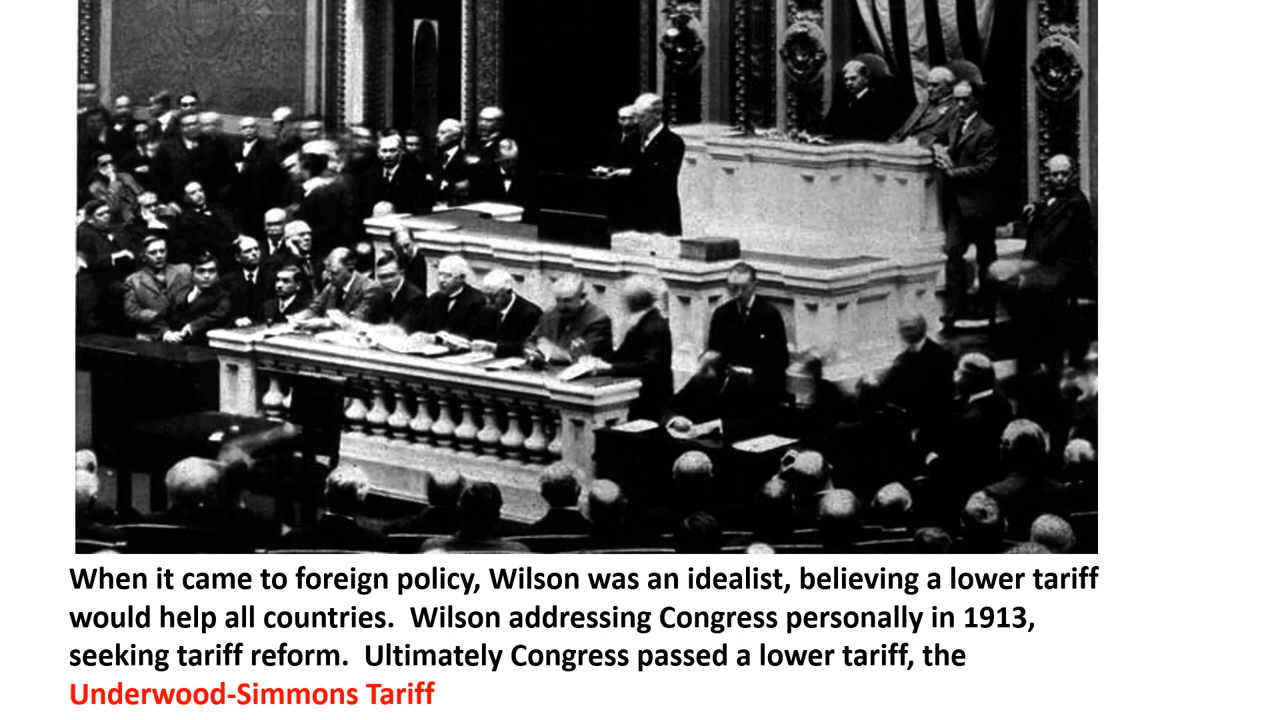 When it came to foreign policy, Wilson was an idealist, believing a lower tariff
would help all countries.  Wilson addressing Congress personally in 1913,
seeking tariff reform.  Ultimately Congress passed a lower tariff, the
Underwood-Simmons Tariff